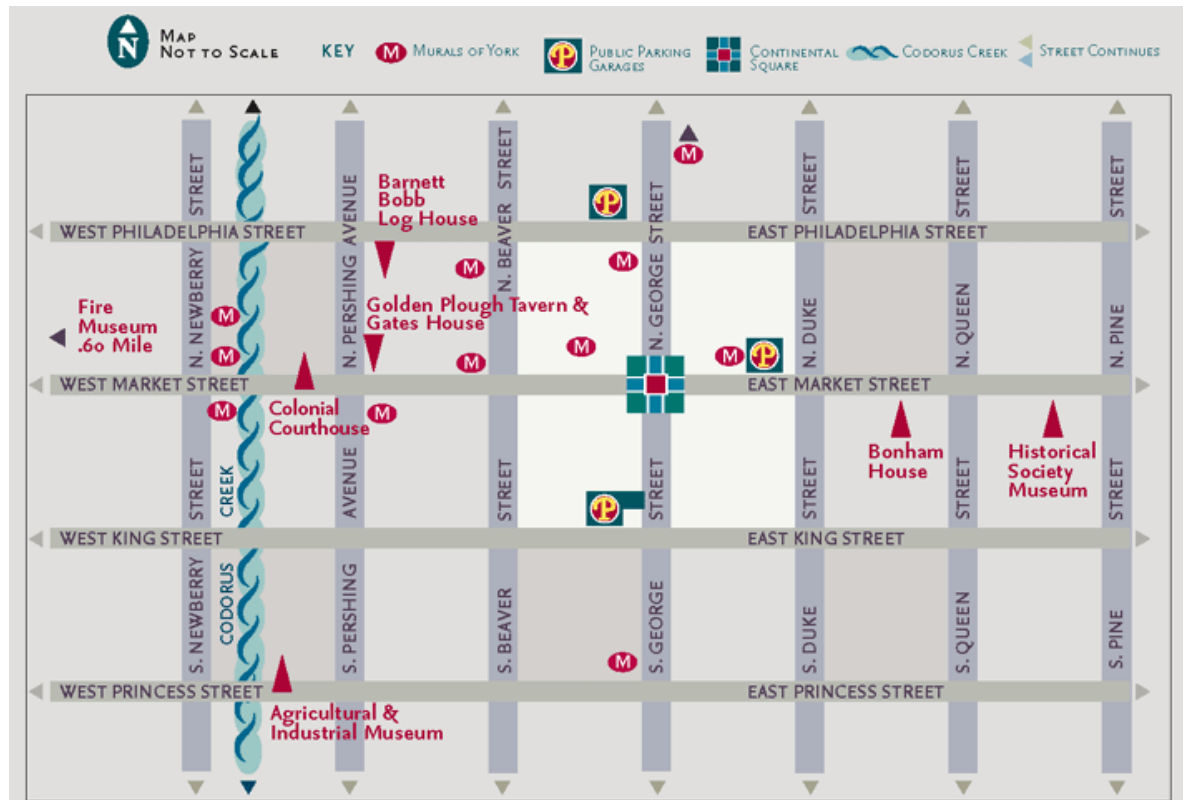 N
MAP
NOT TO SCALE
KEY
M
MURALS OF YORK
P
PUBLIC PARKING
GARAGES
CONTINENTAL
SQUARE
CODORUS CREEK
STREET CONTINUES
N. NEWBERRY STREET
N. PERSHING AVENUE
N. BEAVER STREET
N. GEORGE STREET
N. DUKE STREET
N. QUEEN STREET
N. PINE STREET
M
Barnett
Bobb
Log House
P
WEST PHILADELPHIA STREET
EAST PHILADELPHIA STREET
M
M
Fire
Museum
.60 Mile
M
Golden Plough Tavern &
Gates House
M
M
M
M
P
M
WEST MARKET STREET
EAST MARKET STREET
M
Colonial
Courthouse
M
Bonham
House
Historical
Society
Museum
P
S. NEWBERRY STREET
CODORUS CREEK
S. PERSHING AVENUE
S. BEAVER STREET
S. GEORGE STREET
S. DUKE STREET
S. QUEEN STREET
S. PINE STREET
WEST KING STREET
EAST KING STREET
M
WEST PRINCESS STREET
EAST PRINCESS STREET
Agricultural &
Industrial Museum